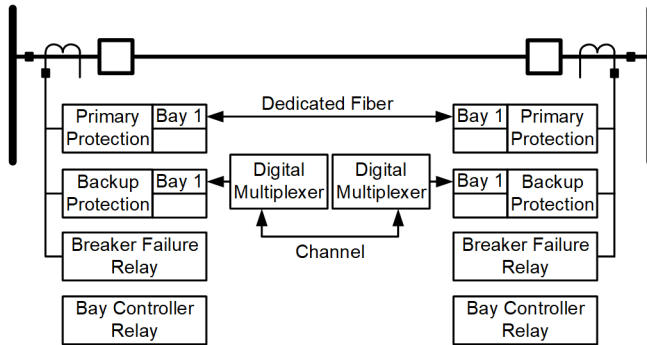 Dedicated Fiber
Primary
Protection
Bay 1
Bay 1
Primary
Protection
Backup
Protection
Bay 1
Digital
Multiplexer
Digital
Multiplexer
Bay 1
Backup
Protection
Channel
Breaker Failure
Relay
Breaker Failure
Relay
Bay Controller
Relay
Bay Controller
Relay